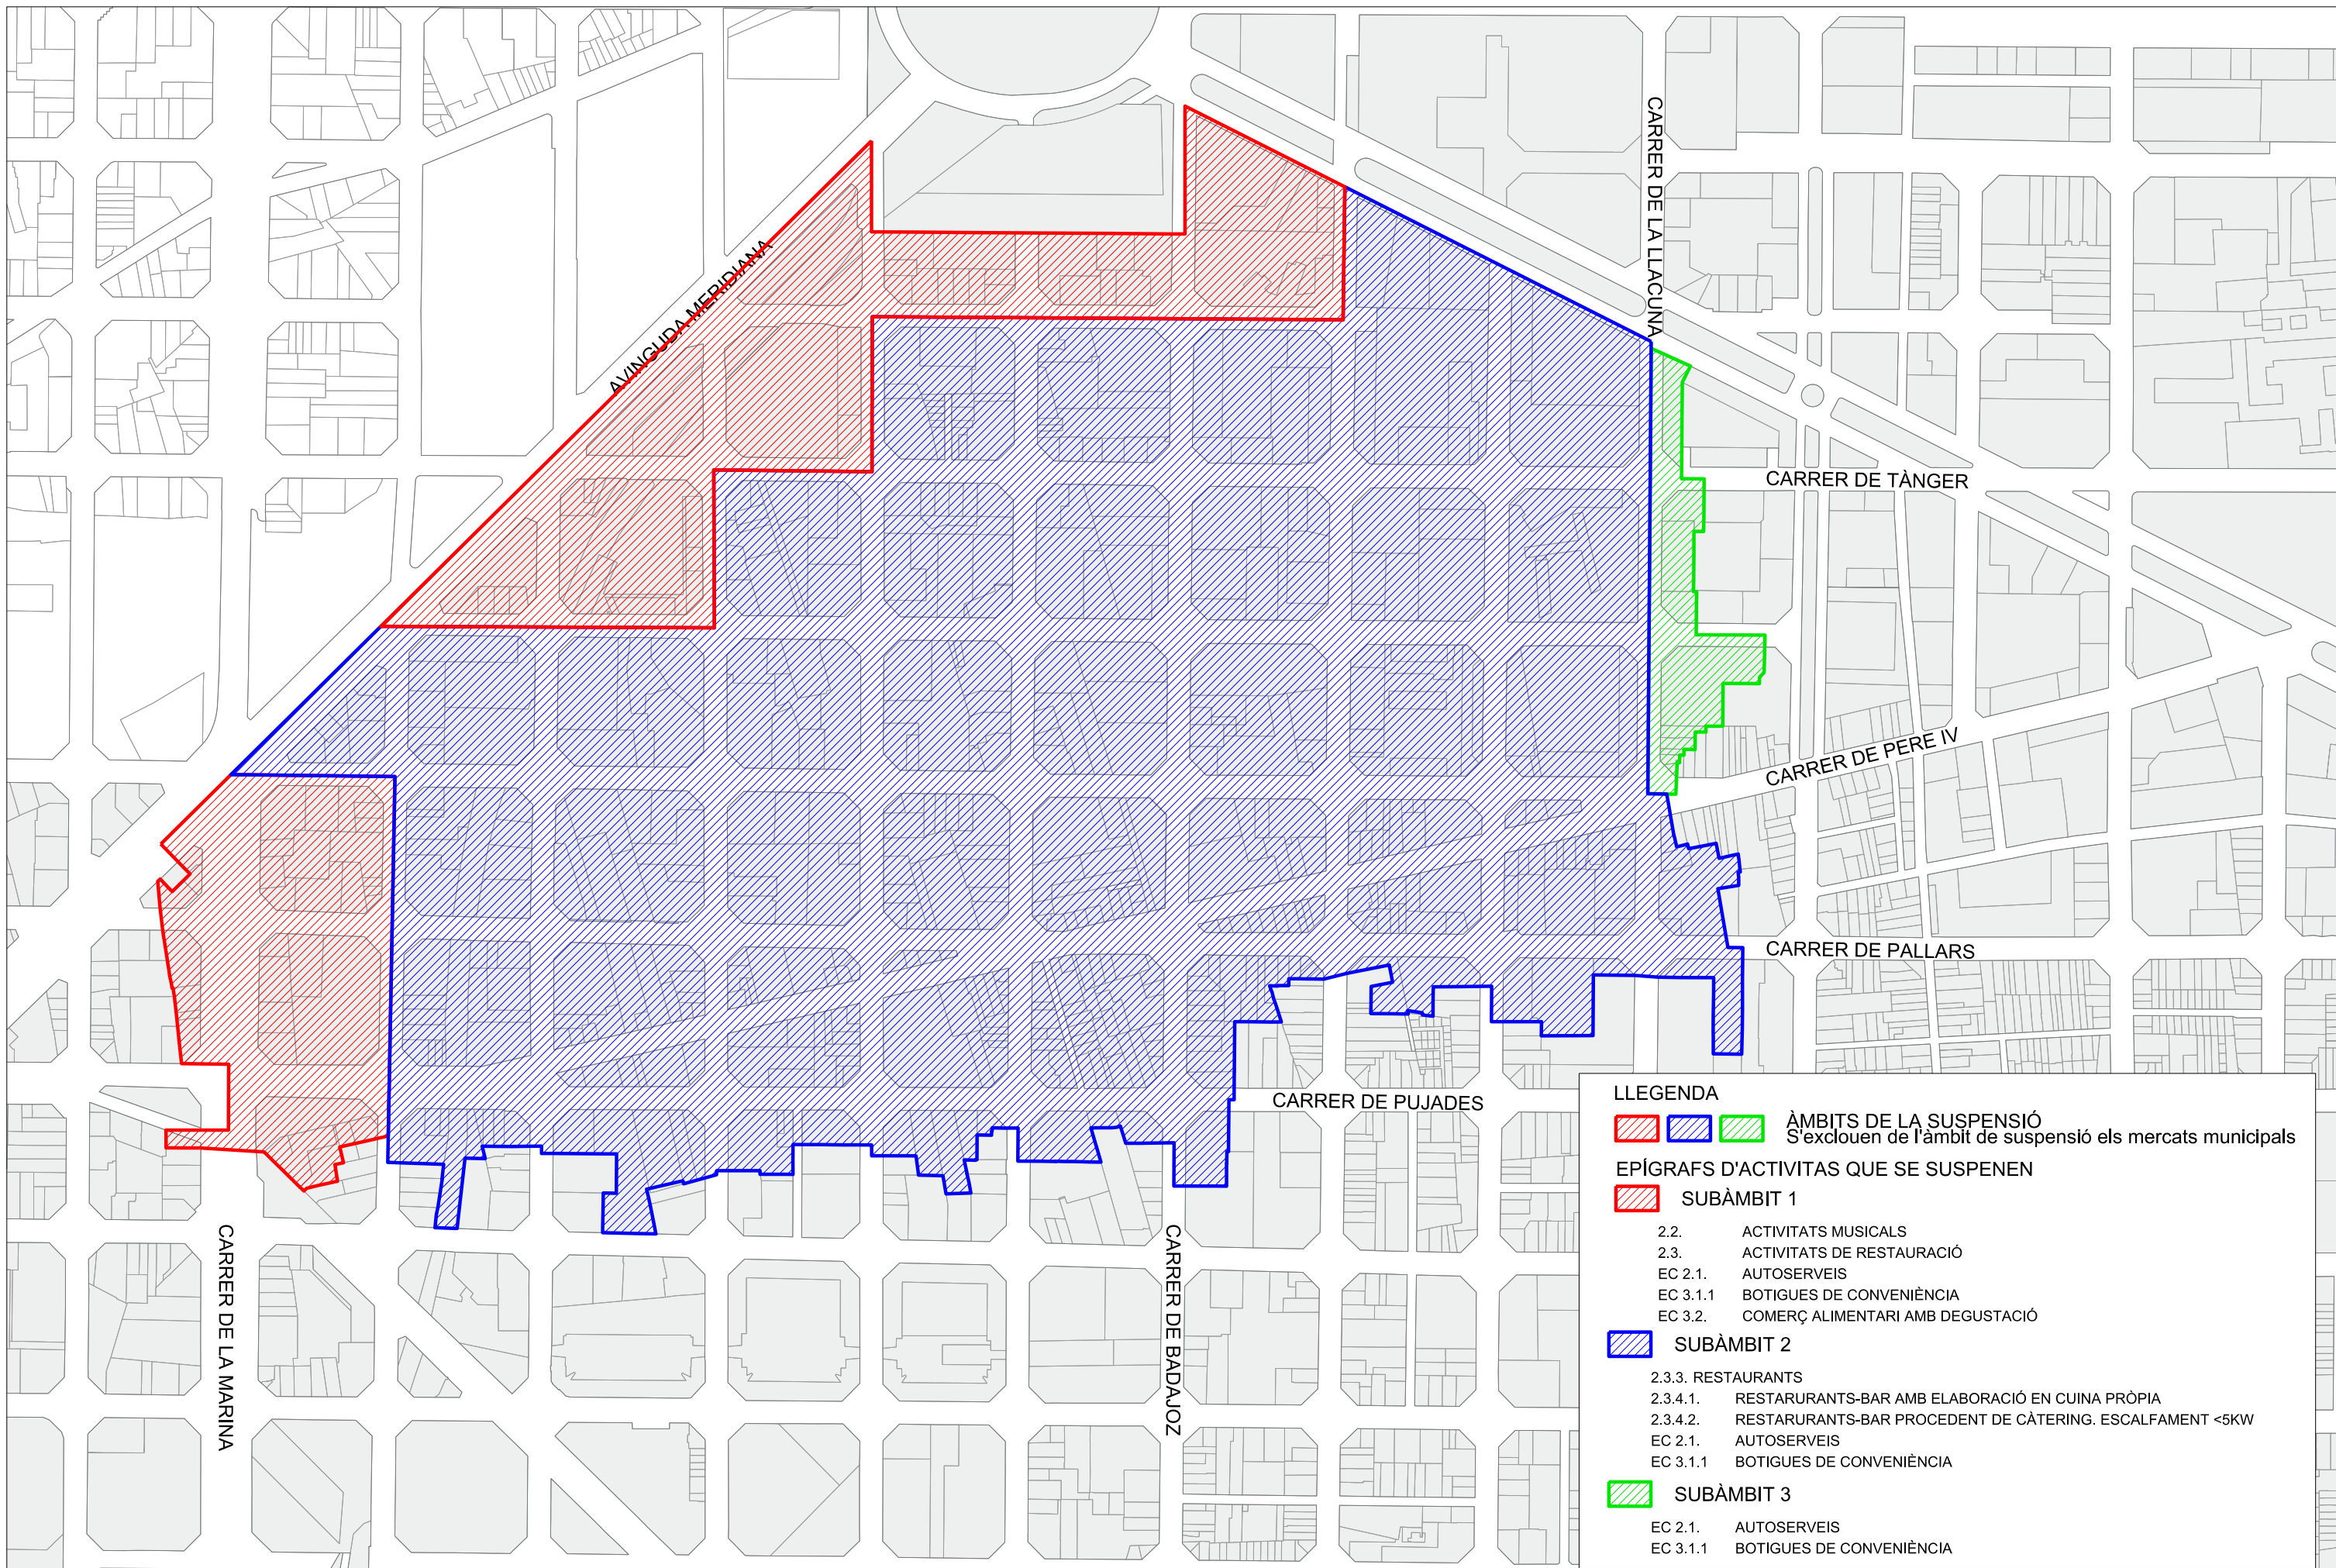 CARRER DE LA LLACUNA
AVINGUDA MERIDIANA
CARRER DE TÀNGER
CARRER DE PERE IV
CARRER DE PALLARS
CARRER DE PUJADES
CARRER DE LA MARINA
CARRER DE BADAJOZ
LLEGENDA
ÀMBITS DE LA SUSPENSIÓ
S'exclouen de l'àmbit de suspensió els mercats municipals
EPÍGRAFS D'ACTIVITAS QUE SE SUSPENEN
SUBÀMBIT 1
2.2. ACTIVITATS MUSICALS
2.3. ACTIVITATS DE RESTAURACIÓ
EC 2.1. AUTOSERVEIS
EC 3.1.1 BOTIGUES DE CONVENIÈNCIA
EC 3.2. COMERÇ ALIMENTARI AMB DEGUSTACIÓ
SUBÀMBIT 2
2.3.3. RESTAURANTS
2.3.4.1. RESTARURANTS-BAR AMB ELABORACIÓ EN CUINA PRÒPIA
2.3.4.2. RESTARURANTS-BAR PROCEDENT DE CÀTERING. ESCALFAMENT <5KW
EC 2.1. AUTOSERVEIS
EC 3.1.1 BOTIGUES DE CONVENIÈNCIA
SUBÀMBIT 3
EC 2.1. AUTOSERVEIS
EC 3.1.1 BOTIGUES DE CONVENIÈNCIA